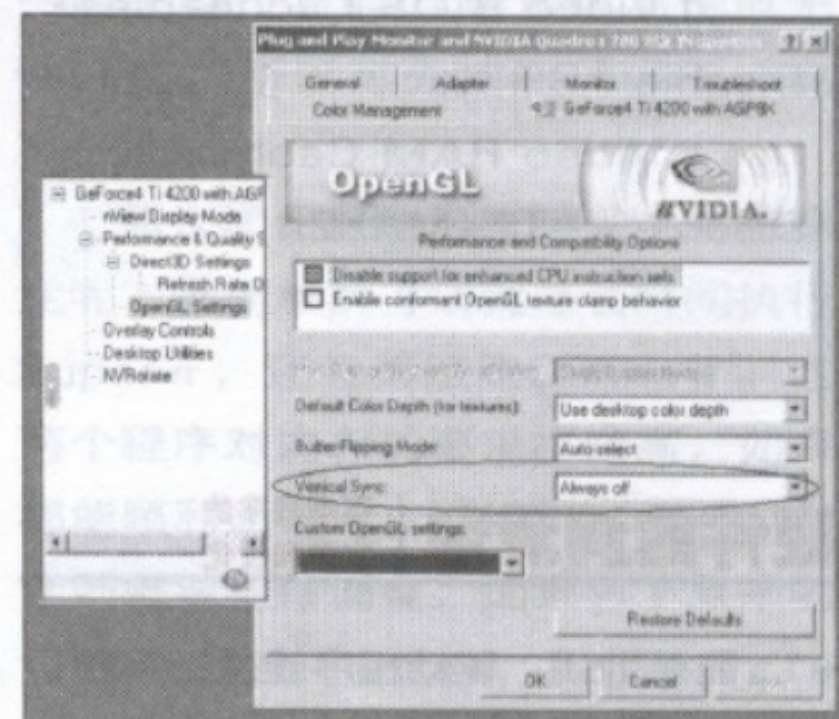 Plug and Play Monitor and NVIDIA Quadro4 780 XGL Properties
General Adapter Monitor Troubleshoot
Color Management GeForce4 Ti 4200 with AGP8X
OpenGL
NVIDIA.
GeForce4 Ti 4200 with AGP
nView Display Mode
Performance & Quality S
Direct3D Settings
Refresh Rate O
OpenGL Settings
Overlay Controls
Desktop Utilities
NVRotate
Performance and Compatibility Options
Disable support for enhanced CPU instruction sets
Enable conformant OpenGL texture clamp behavior
Default Color Depth (for textures): Use desktop color depth
Buffer-Flipping Mode: Auto-select
Vertical Sync: Always off
Custom OpenGL settings:
Restore Defaults
OK Cancel